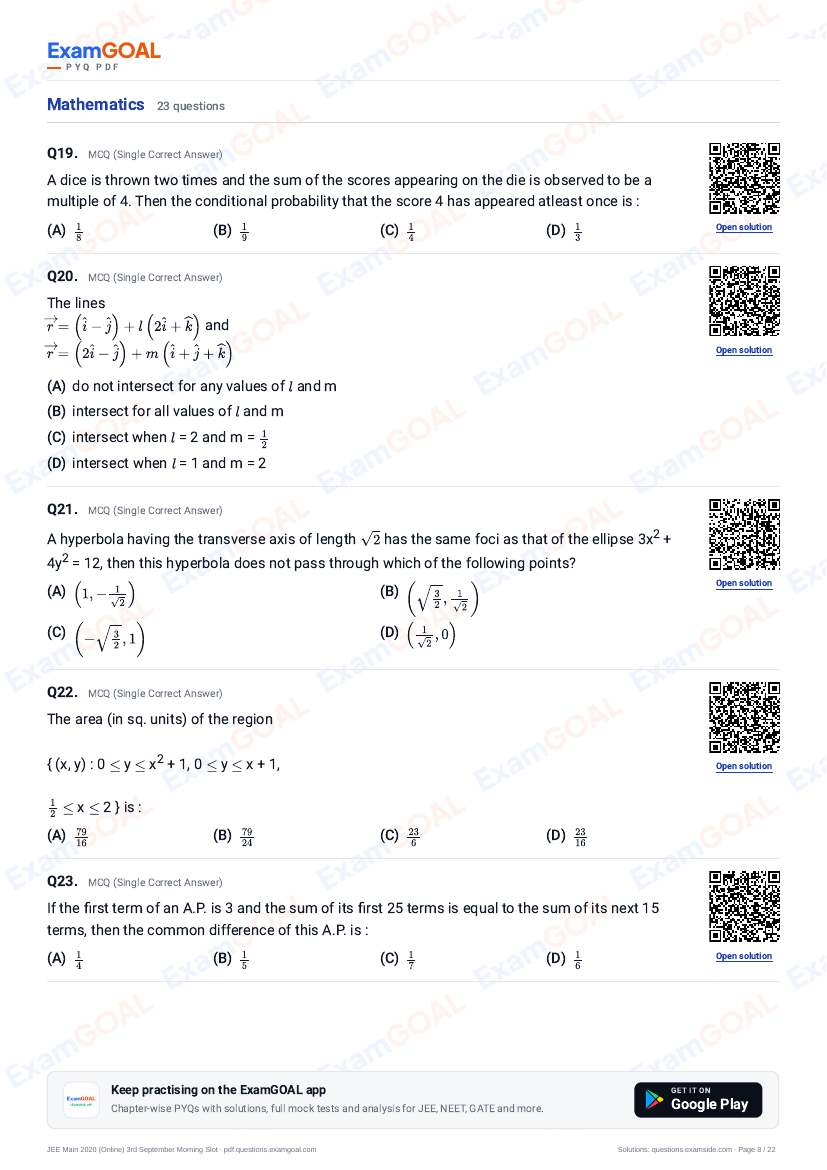 ExamGOAL
PYQ PDF
Mathematics 23 questions
Q19. MCQ (Single Correct Answer)
A dice is thrown two times and the sum of the scores appearing on the die is observed to be a
multiple of 4. Then the conditional probability that the score 4 has appeared atleast once is :
(A) 1/8 (B) 1/9 (C) 1/4 (D) 1/3
Open solution
Q20. MCQ (Single Correct Answer)
The lines
$\overrightarrow{r} = (\hat{i} - \hat{j}) + l(2\hat{i} + \hat{k})$ and
$\overrightarrow{r} = (2\hat{i} - \hat{j}) + m(\hat{i} + \hat{j} + \hat{k})$
(A) do not intersect for any values of l and m
(B) intersect for all values of l and m
(C) intersect when l = 2 and m = 1/2
(D) intersect when l = 1 and m = 2
Open solution
Q21. MCQ (Single Correct Answer)
A hyperbola having the transverse axis of length √2 has the same foci as that of the ellipse 3x² +
4y² = 12, then this hyperbola does not pass through which of the following points?
(A) (1, −1/√2) (B) (√(3/2), 1/√2)
(C) (−√(3/2), 1) (D) (1/√2, 0)
Open solution
Q22. MCQ (Single Correct Answer)
The area (in sq. units) of the region
{ (x, y) : 0 ≤ y ≤ x² + 1, 0 ≤ y ≤ x + 1,
1/2 ≤ x ≤ 2 } is :
(A) 79/16 (B) 79/24 (C) 23/6 (D) 23/16
Open solution
Q23. MCQ (Single Correct Answer)
If the first term of an A.P. is 3 and the sum of its first 25 terms is equal to the sum of its next 15
terms, then the common difference of this A.P. is :
(A) 1/4 (B) 1/5 (C) 1/7 (D) 1/6
Open solution
ExamGOAL
Keep practising on the ExamGOAL app
Chapter-wise PYQs with solutions, full mock tests and analysis for JEE, NEET, GATE and more.
GET IT ON
Google Play
JEE Main 2020 (Online) 3rd September Morning Slot · pdf.questions.examgoal.com
Solutions: questions.examside.com · Page 8 / 22